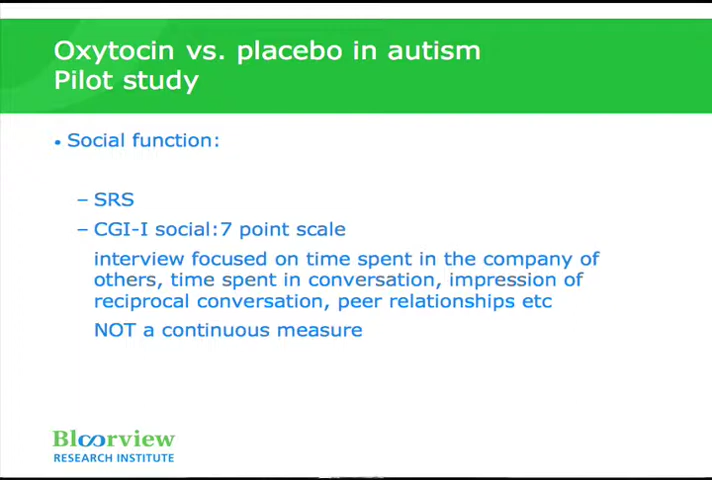 Oxytocin vs. placebo in autism
Pilot study
• Social function:
– SRS
– CGI-I social:7 point scale
interview focused on time spent in the company of
others, time spent in conversation, impression of
reciprocal conversation, peer relationships etc
NOT a continuous measure
Bloorview
RESEARCH INSTITUTE